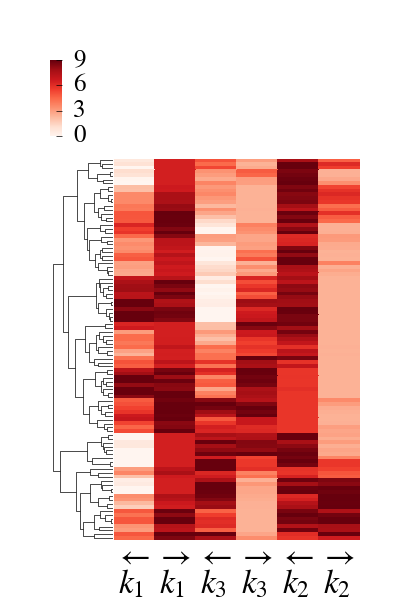 9
6
3
0
← → ← → ← →
k₁ k₁ k₃ k₃ k₂ k₂